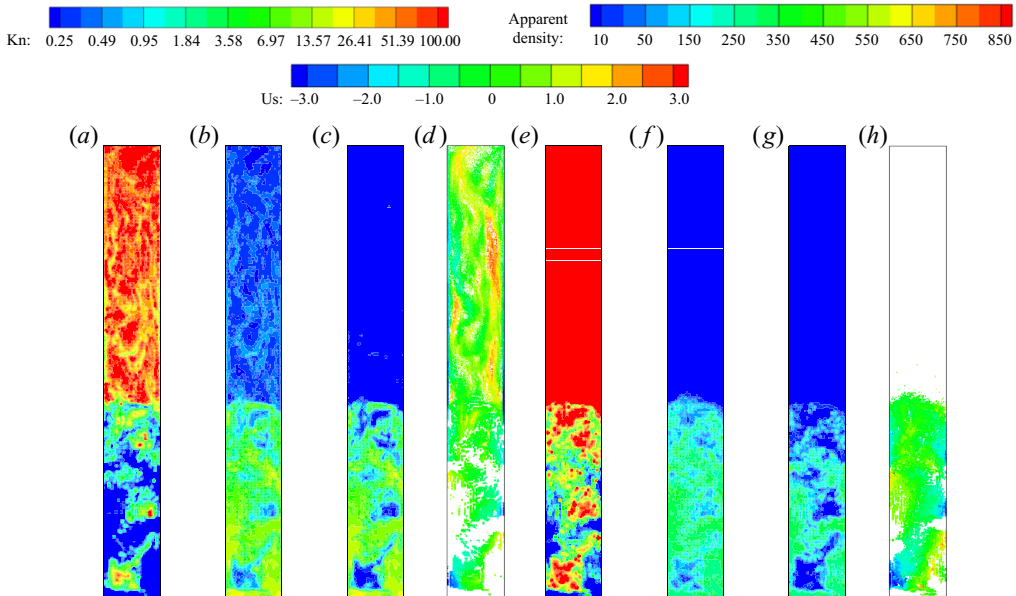 Kn: 0.25 0.49 0.95 1.84 3.58 6.97 13.57 26.41 51.39 100.00
Apparent density: 10 50 150 250 350 450 550 650 750 850
Us: –3.0 –2.0 –1.0 0 1.0 2.0 3.0
(a) (b) (c) (d) (e) (f) (g) (h)